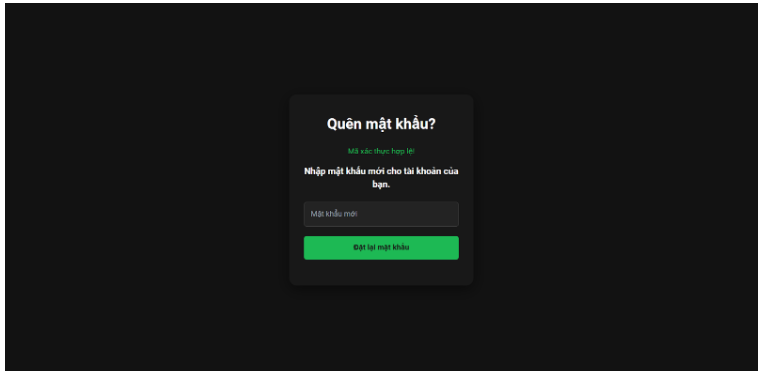 Quên mật khẩu?
Mã xác thực hợp lệ!
Nhập mật khẩu mới cho tài khoản của
bạn.
Mật khẩu mới
Đặt lại mật khẩu